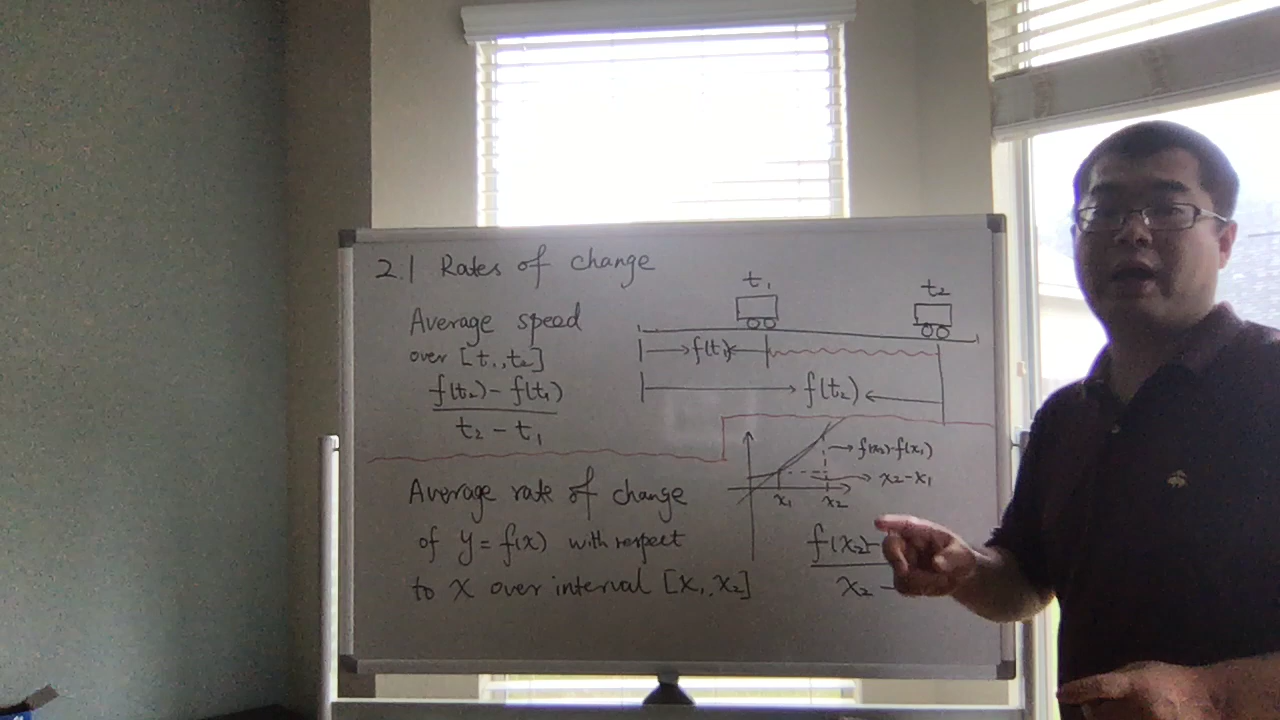 2.1 Rates of change
t₁
t₂
Average speed
over [t₁, t₂]
f(t₁)
f(t₂) - f(t₁)
t₂ - t₁
f(t₂)
f(x₂)-f(x₁)
x₂-x₁
x₁
x₂
Average rate of change
of y = f(x) with respect
to x over interval [x₁, x₂]
f(x₂)-
x₂ -